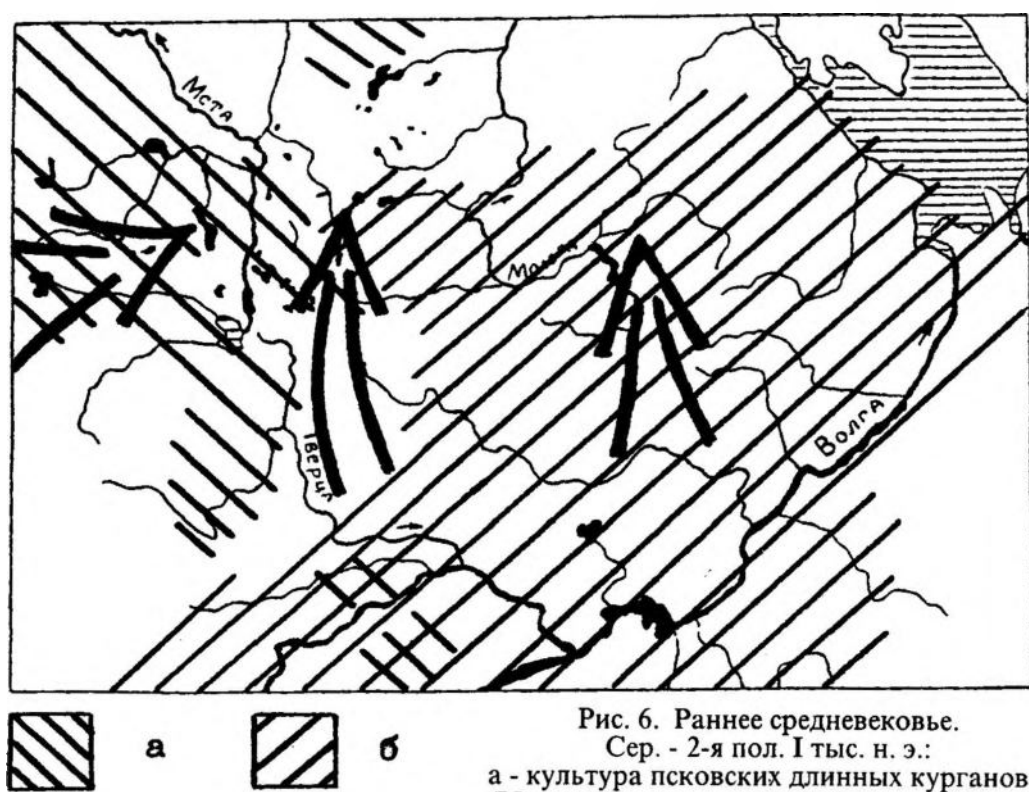 Мста
Молога
Тверца
Волга
а
б
Рис. 6. Раннее средневековье.
Сер. - 2-я пол. I тыс. н. э.:
а - культура псковских длинных курганов